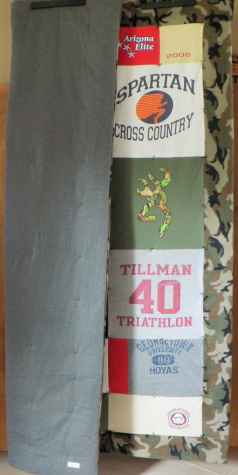 Arizona
Elite
2006
SPARTAN
CROSS COUNTRY
TILLMAN
40
TRIATHLON
GEORGETOWN
UNIVERSITY
HOYAS